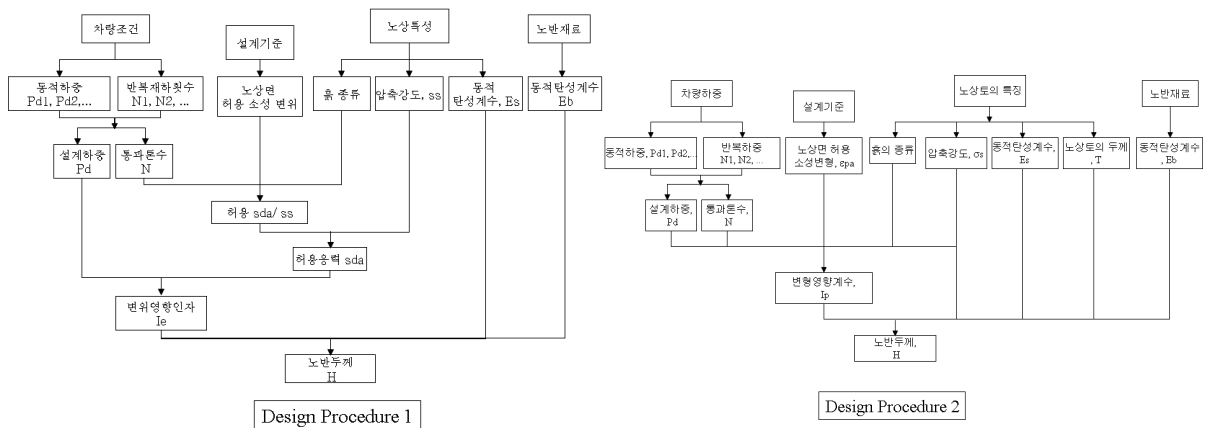 차량조건
설계기준
노상특성
노반재료
동적하중
Pd1, Pd2,...
반복재하횟수
N1, N2, ...
노상면
허용 소성 변위
흙 종류
압축강도, ss
동적
탄성계수, Es
동적탄성계수
Eb
설계하중
Pd
통과톤수
N
허용 sda/ ss
허용응력 sda
변위영향인자
Ie
노반두께
H
Design Procedure 1
차량하중
설계기준
노상토의 특징
노반재료
동적하중, Pd1, Pd2,...
반복하중
N1, N2, ...
노상면 허용
소성변형, εpa
흙의 종류
압축강도, σs
동적탄성계수,
Es
노상토의 두께,
T
동적탄성계수
, Eb
설계하중,
Pd
통과톤수,
N
변형영향계수,
Ip
노반두께,
H
Design Procedure 2